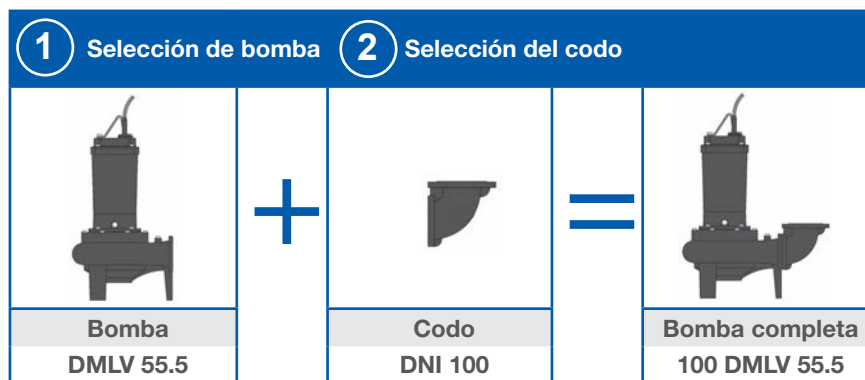 1 Selección de bomba 2 Selección del codo
+ =
Bomba Codo Bomba completa
DMLV 55.5 DNI 100 100 DMLV 55.5